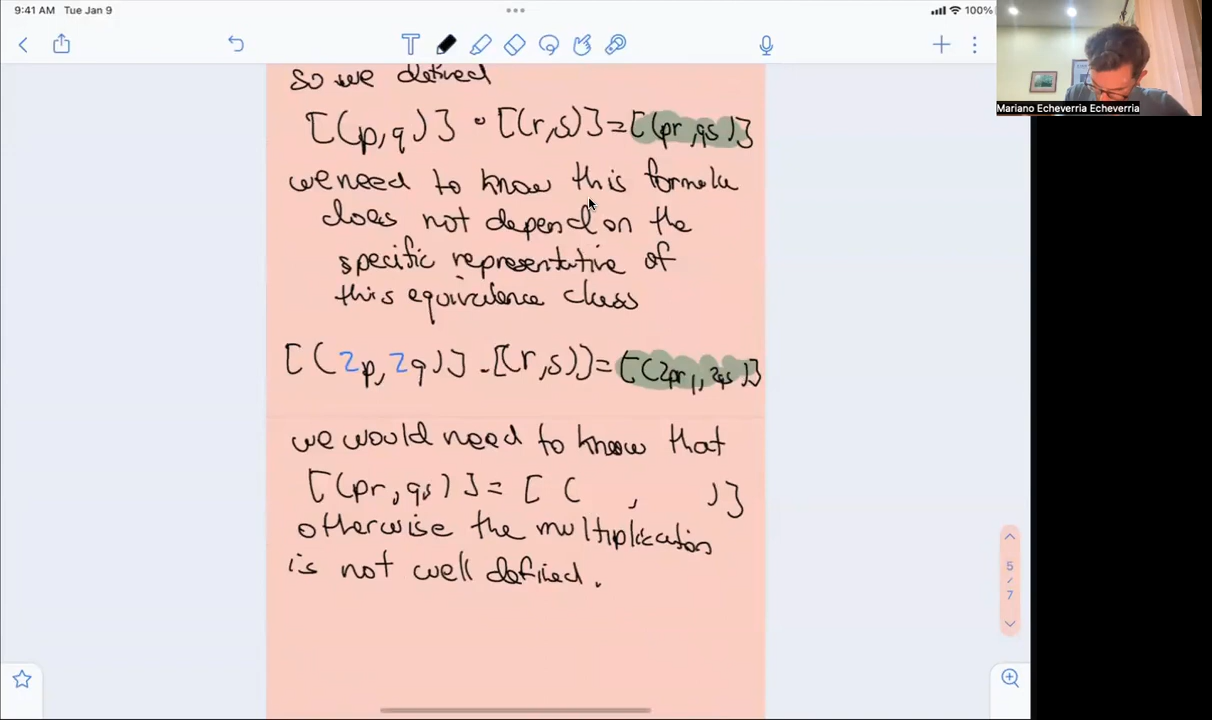 9:41 AM Tue Jan 9
100%
Mariano Echeverria Echeverria
so we defined
[(p,q)] • [(r,s)] = [(pr,qs)]
we need to know this formula
does not depend on the
specific representative of
this equivalence class
[(2p,2q)] . [(r,s)] = [(2pr,2qs)]
we would need to know that
[(pr,qs)] = [( , )]
otherwise the multiplication
is not well defined.
5
/
7